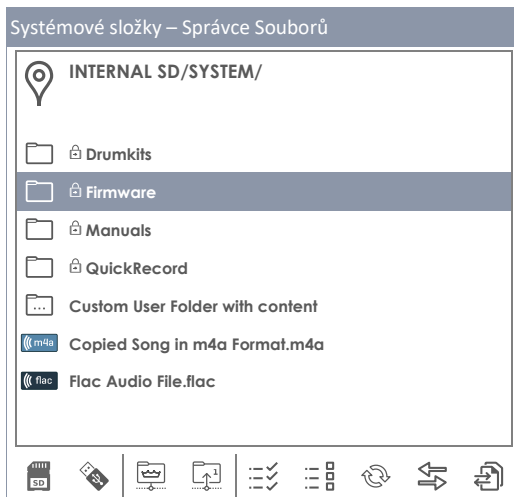 Systémové složky – Správce Souborů
INTERNAL SD/SYSTEM/
Drumkits
Firmware
Manuals
QuickRecord
... Custom User Folder with content
m4a Copied Song in m4a Format.m4a
flac Flac Audio File.flac
SD 1